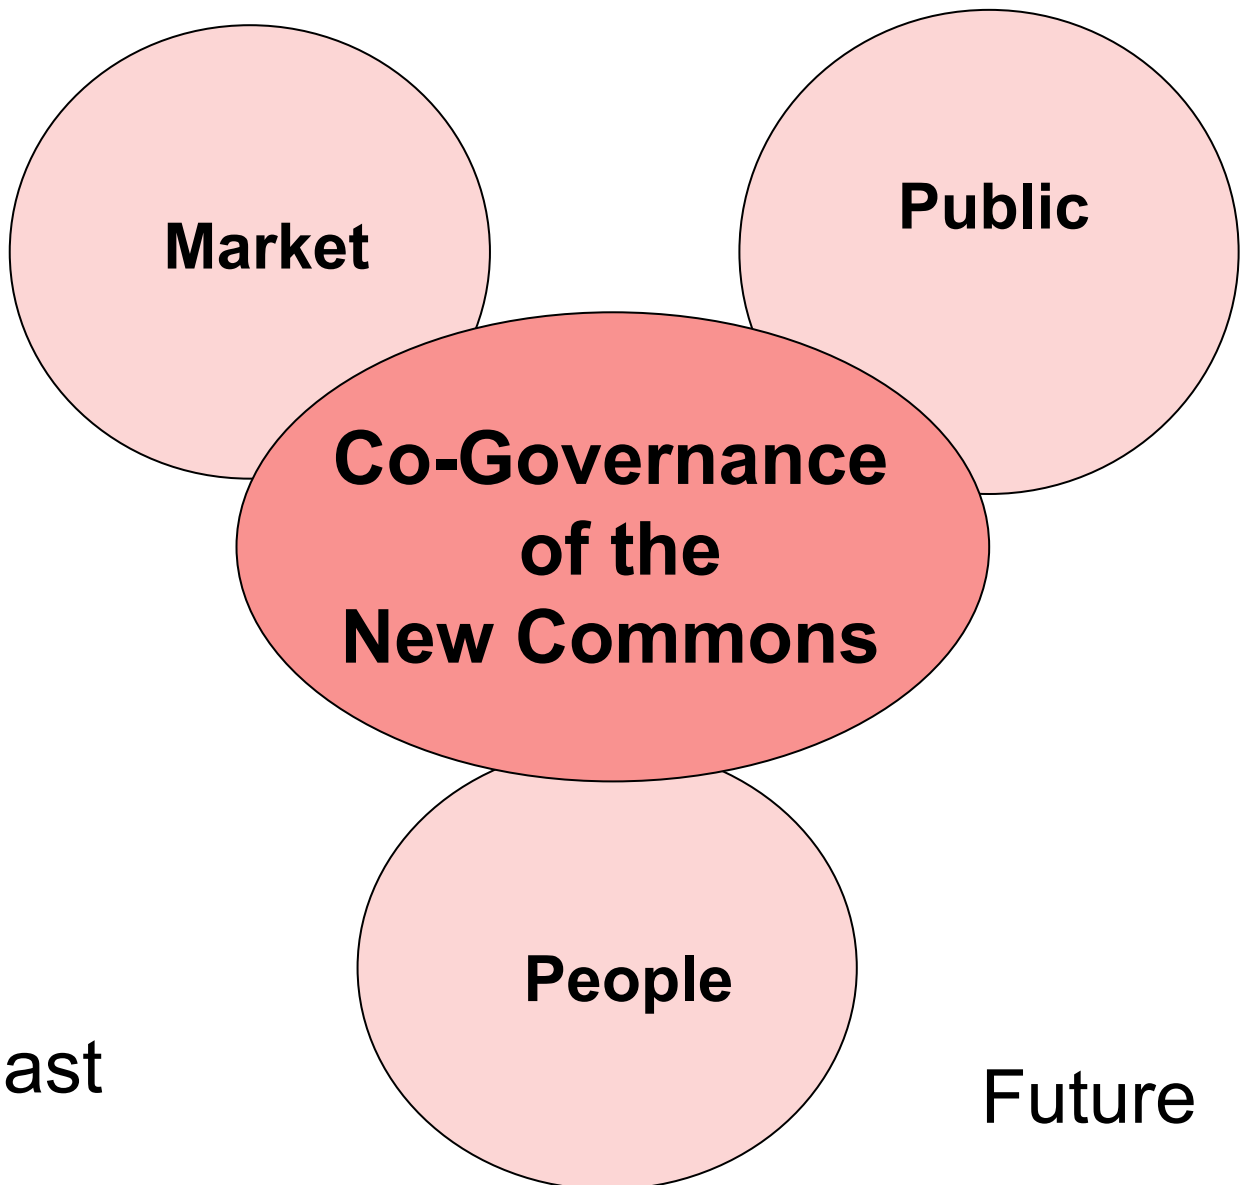 Public
Market
Co-Governance
of the
New Commons
People
ast
Future